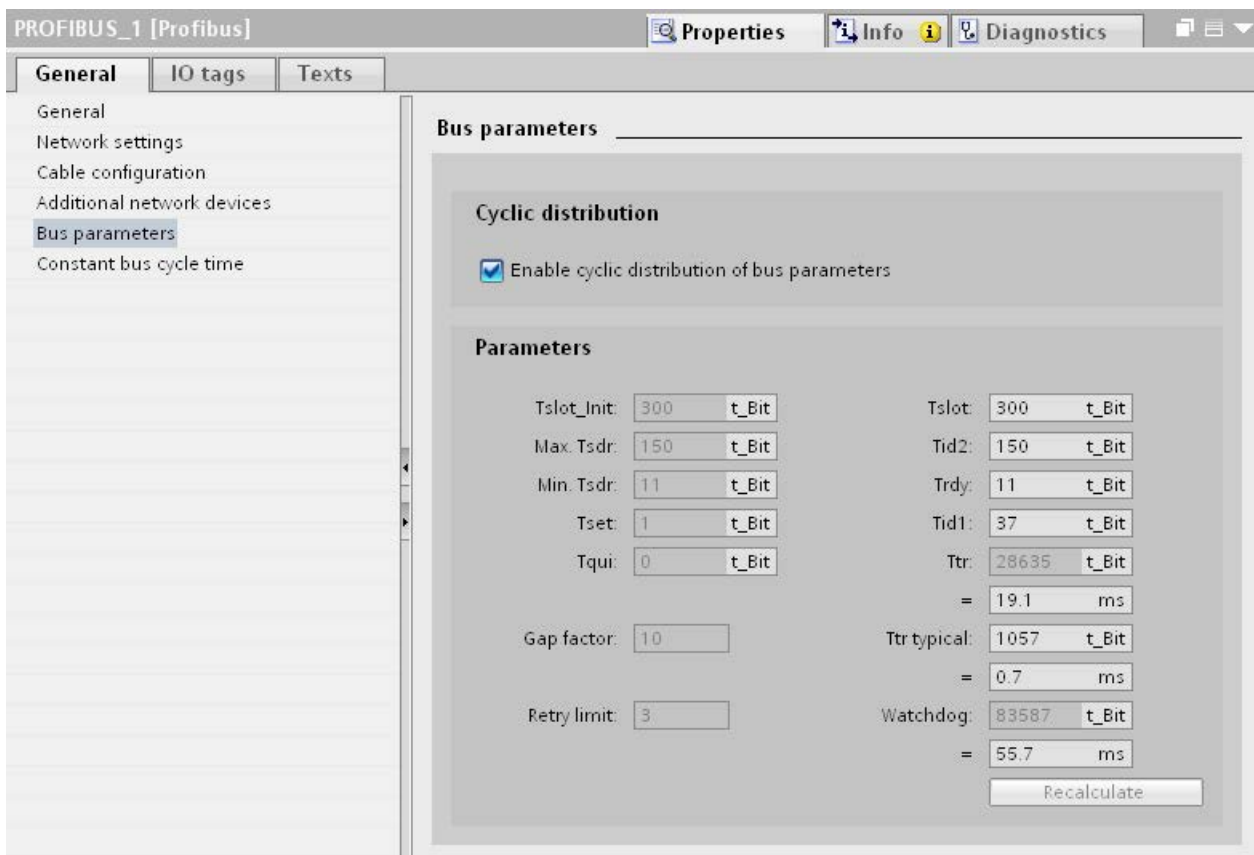 PROFIBUS_1 [Profibus]
Properties
Info
Diagnostics
General
IO tags
Texts
General
Network settings
Cable configuration
Additional network devices
Bus parameters
Constant bus cycle time
Bus parameters
Cyclic distribution
Enable cyclic distribution of bus parameters
Parameters
Tslot_Init: 300 t_Bit
Tslot: 300 t_Bit
Max. Tsdr: 150 t_Bit
Tid2: 150 t_Bit
Min. Tsdr: 11 t_Bit
Trdy: 11 t_Bit
Tset: 1 t_Bit
Tid1: 37 t_Bit
Tqui: 0 t_Bit
Ttr: 28635 t_Bit
= 19.1 ms
Gap factor: 10
Ttr typical: 1057 t_Bit
= 0.7 ms
Retry limit: 3
Watchdog: 83587 t_Bit
= 55.7 ms
Recalculate